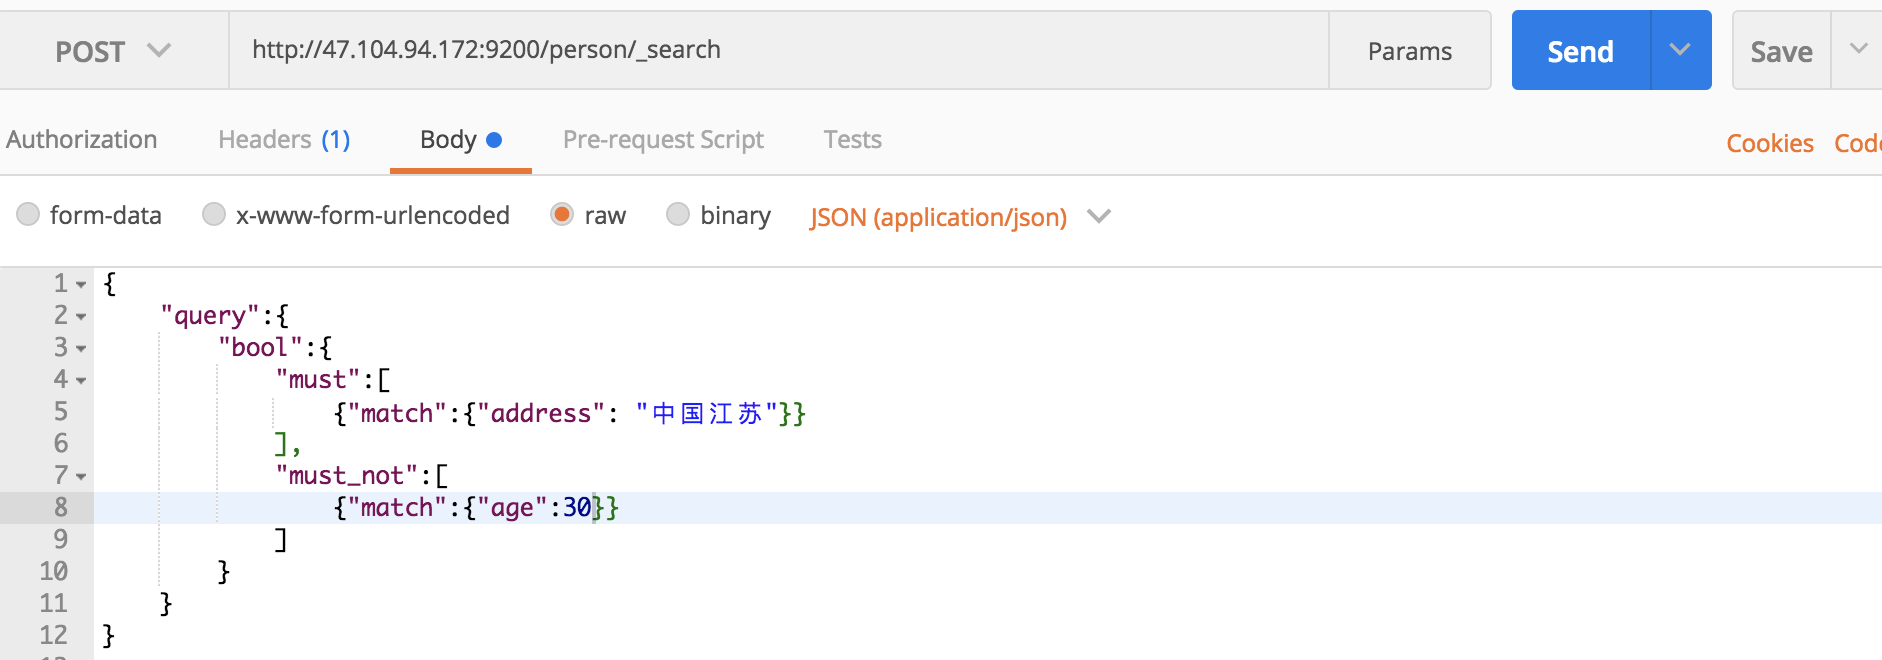 POST http://47.104.94.172:9200/person/_search Params Send Save
Authorization Headers (1) Body Pre-request Script Tests Cookies Code
form-data x-www-form-urlencoded raw binary JSON (application/json)
1 {
2 "query":{
3 "bool":{
4 "must":[
5 {"match":{"address": "中国江苏"}}
6 ],
7 "must_not":[
8 {"match":{"age":30}}
9 ]
10 }
11 }
12 }